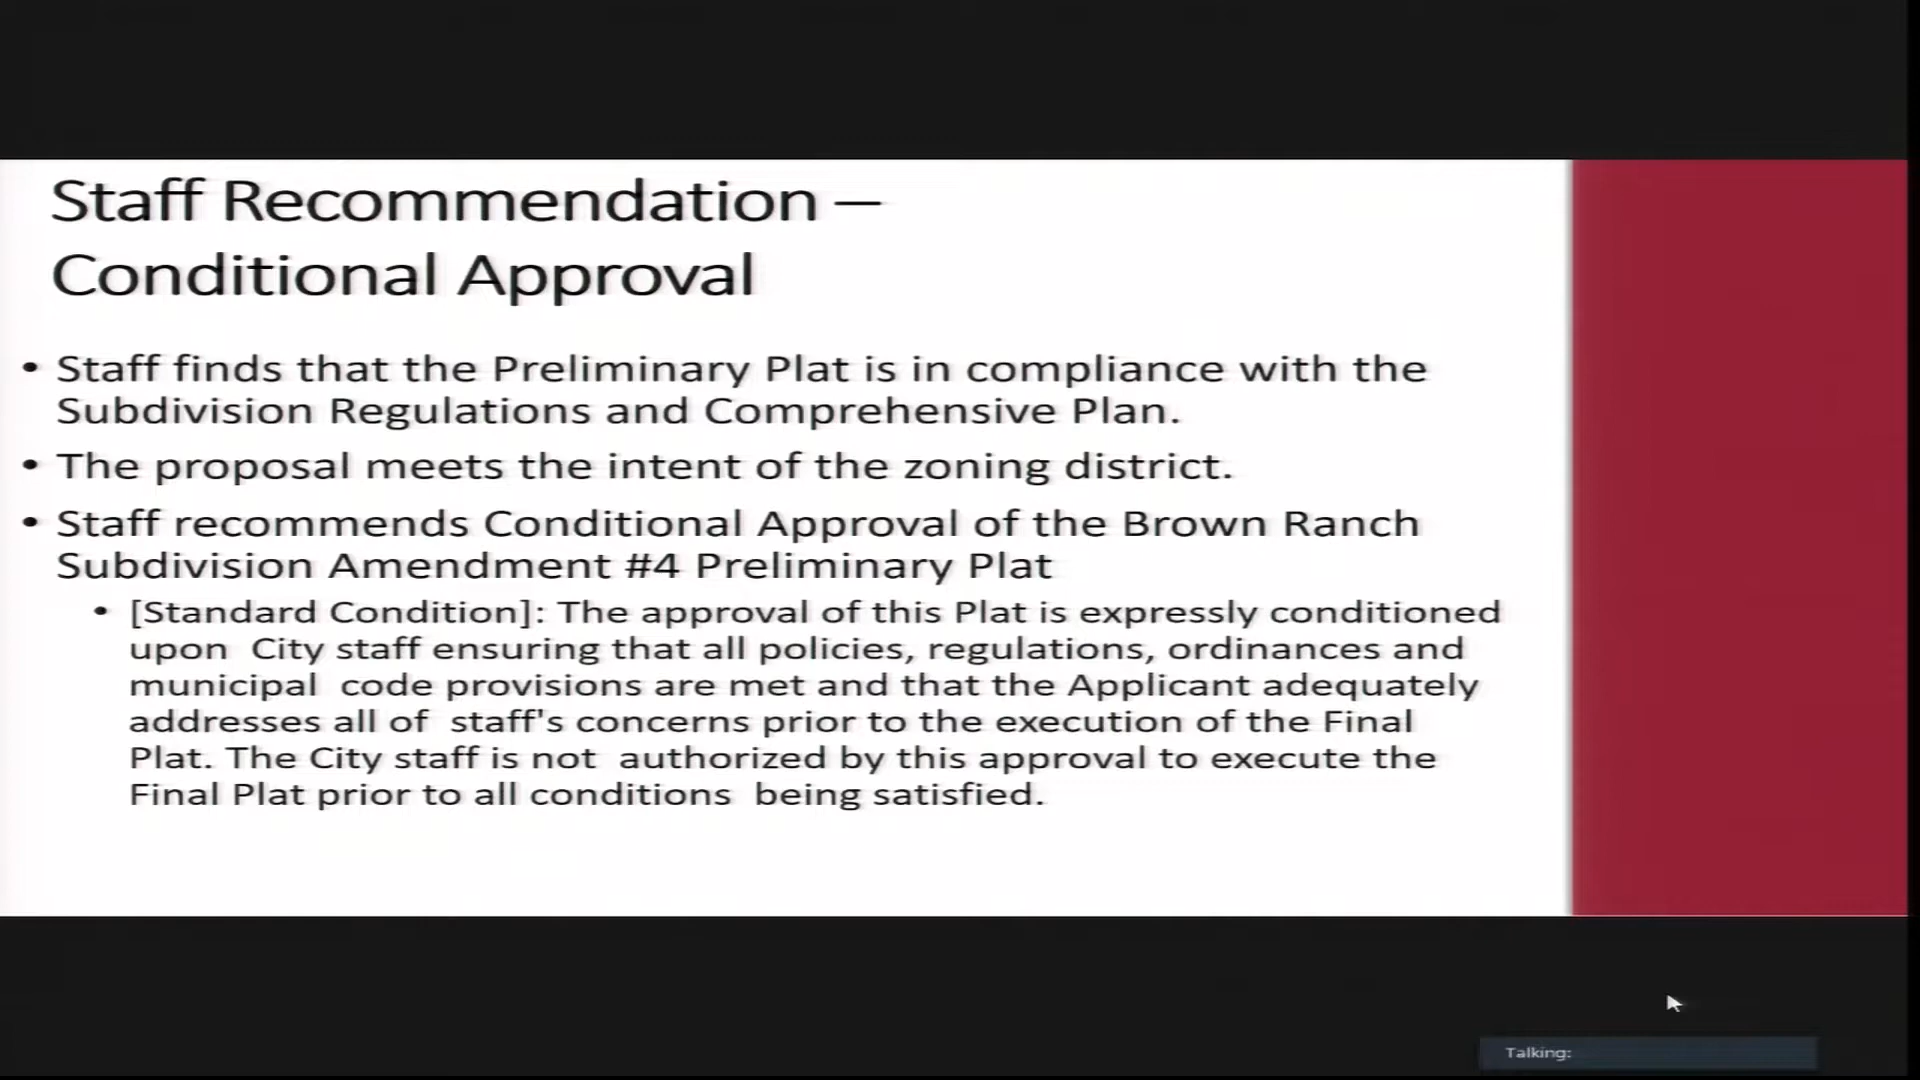 Staff Recommendation –
Conditional Approval
• Staff finds that the Preliminary Plat is in compliance with the
Subdivision Regulations and Comprehensive Plan.
• The proposal meets the intent of the zoning district.
• Staff recommends Conditional Approval of the Brown Ranch
Subdivision Amendment #4 Preliminary Plat
• [Standard Condition]: The approval of this Plat is expressly conditioned
upon City staff ensuring that all policies, regulations, ordinances and
municipal code provisions are met and that the Applicant adequately
addresses all of staff's concerns prior to the execution of the Final
Plat. The City staff is not authorized by this approval to execute the
Final Plat prior to all conditions being satisfied.
Talking: